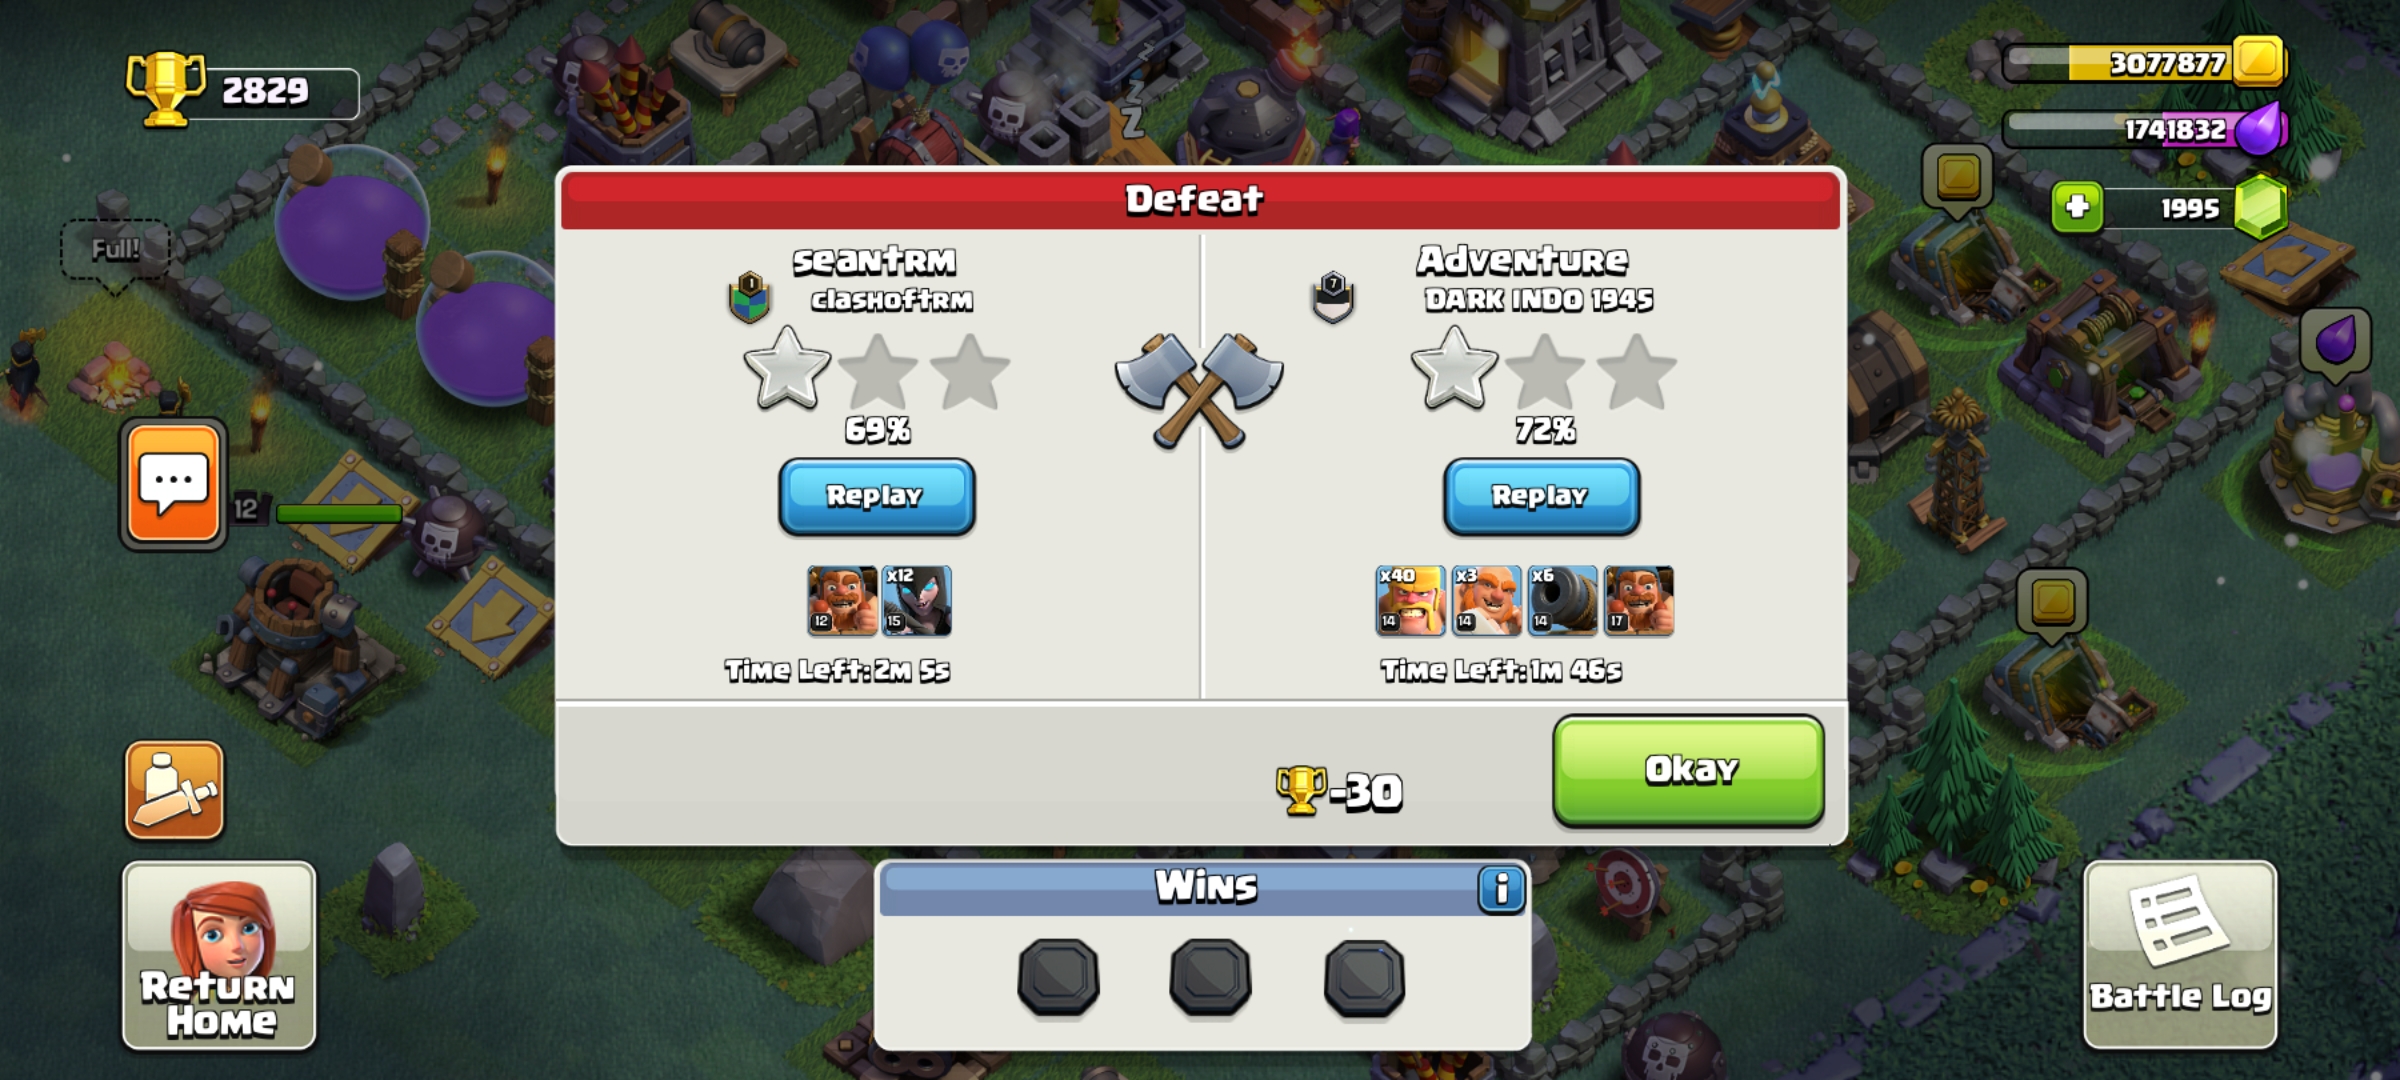 2829
3077877
1741832
1995
Full!
Z
Z
Z
Defeat
seantRM
clashoftRM
1
69%
Replay
12
x12
15
Time Left:2m 5s
Adventure
DARK INDO 1945
7
72%
Replay
x40
14
x3
14
x6
14
17
Time Left:1m 46s
12
-30
Okay
Wins
i
Return
Home
Battle Log